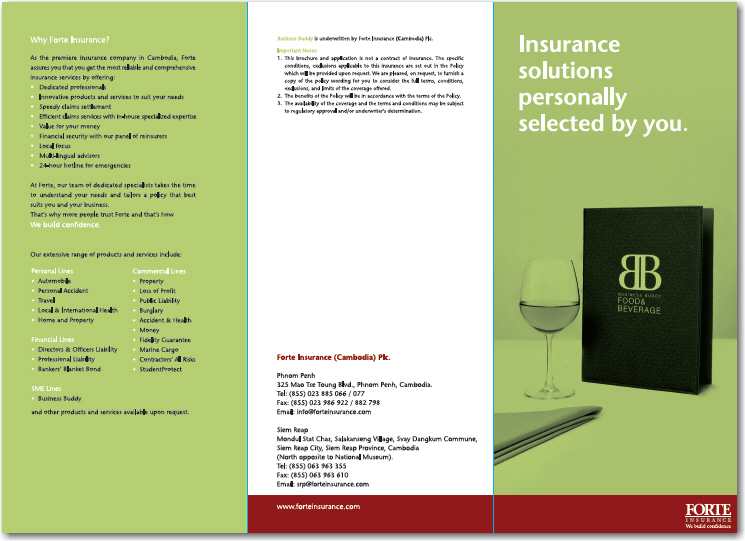 Why Forte Insurance?
As the premiere insurance company in Cambodia, Forte
assures you that you get the most reliable and comprehensive
insurance services by offering:
• Dedicated professionals
• Innovative products and services to suit your needs
• Speedy claims settlement
• Efficient claims services with in-house specialized expertise
• Value for your money
• Financial security with our panel of reinsurers
• Local focus
• Multi-lingual advisors
• 24-hour hotline for emergencies
At Forte, our team of dedicated specialists takes the time
to understand your needs and tailors a policy that best
suits you and your business.
That's why more people trust Forte and that's how
We build confidence.
Our extensive range of products and services include:
Personal Lines
• Automobile
• Personal Accident
• Travel
• Local & International Health
• Home and Property
Financial Lines
• Directors & Officers Liability
• Professional Liability
• Bankers' Blanket Bond
SME Lines
• Business Buddy
Commercial Lines
• Property
• Loss of Profit
• Public Liability
• Burglary
• Accident & Health
• Money
• Fidelity Guarantee
• Marine Cargo
• Contractors' All Risks
• StudentProtect
and other products and services available upon request.
Business Buddy is underwritten by Forte Insurance (Cambodia) Plc.
Important Notes
1. This brochure and application is not a contract of insurance. The specific
conditions, exclusions applicable to this insurance are set out in the Policy
which will be provided upon request. We are pleased, on request, to furnish a
copy of the policy wording for you to consider the full terms, conditions,
exclusions, and limits of the coverage offered.
2. The benefits of the Policy will be in accordance with the terms of the Policy.
3. The availability of the coverage and the terms and conditions may be subject
to regulatory approval and/or underwriter's determination.
Forte Insurance (Cambodia) Plc.
Phnom Penh
325 Mao Tse Toung Blvd., Phnom Penh, Cambodia.
Tel: (855) 023 885 066 / 077
Fax: (855) 023 986 922 / 882 798
Email: info@forteinsurance.com
Siem Reap
Mondul Stat Chas, Salakanseng Village, Svay Dangkum Commune,
Siem Reap City, Siem Reap Province, Cambodia
(North opposite to National Museum).
Tel: (855) 063 963 355
Fax: (855) 063 963 610
Email: srp@forteinsurance.com
www.forteinsurance.com
Insurance
solutions
personally
selected by you.
BB
BUSINESS BUDDY
FOOD&
BEVERAGE
FORTE
INSURANCE
We build confidence